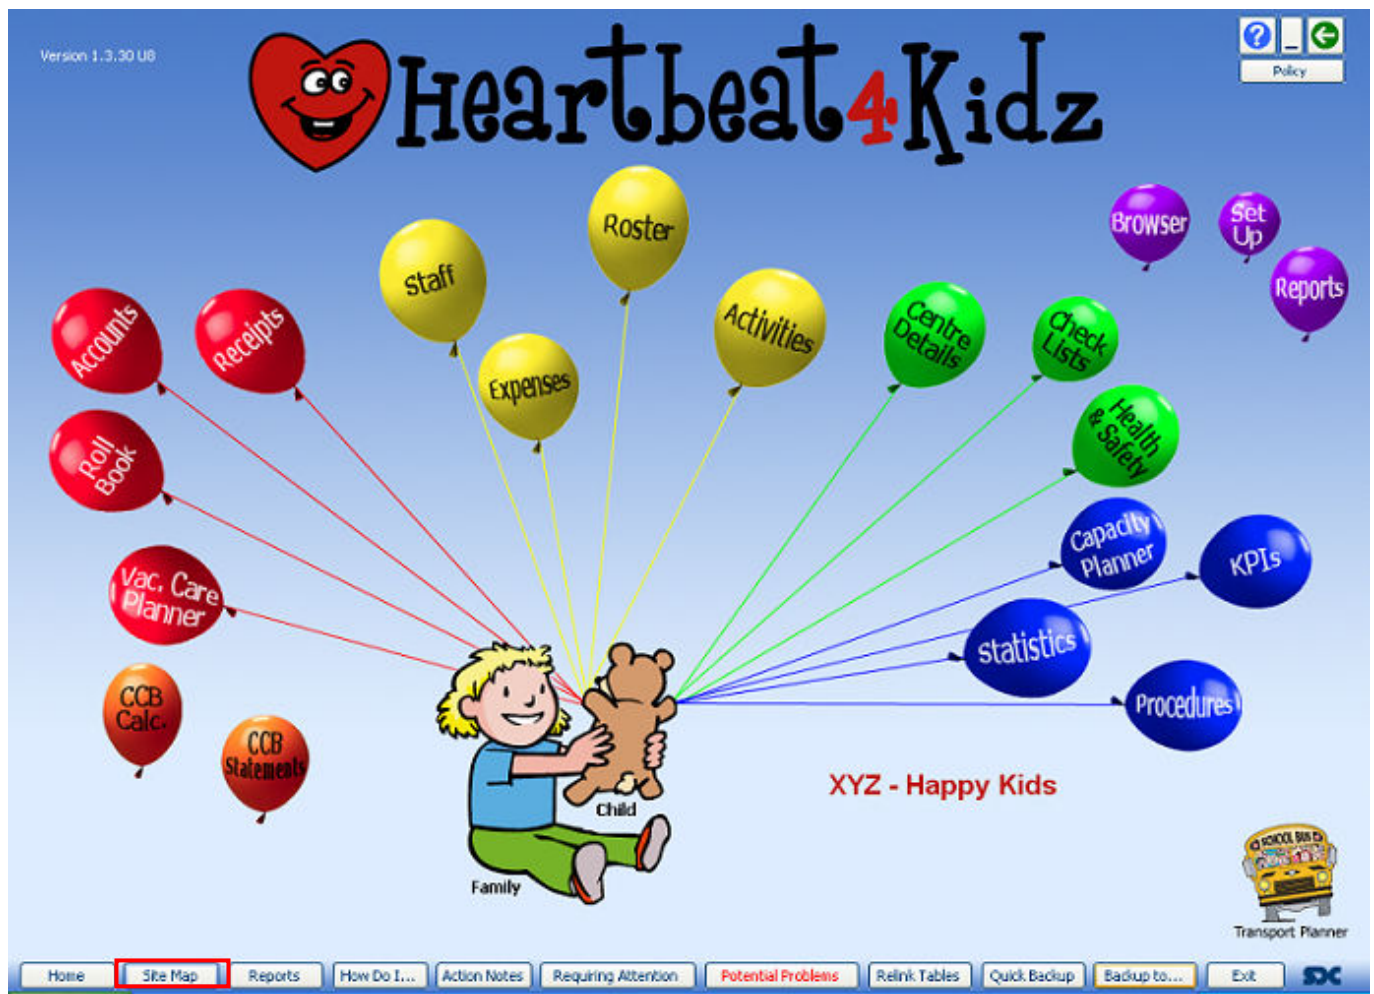 Version 1.3.30 U8
Heartbeat4Kidz
?
_
Policy
Roster
Browser
Set
Up
Staff
Reports
Accounts
Receipts
Activities
Centre
Details
Check
Lists
Expenses
Health
& Safety
Roll
Book
Capacity
Planner
KPIs
Vac. Care
Planner
Statistics
CCB
Calc.
Procedures
CCB
Statements
XYZ - Happy Kids
Child
SCHOOL BUS
Family
Transport Planner
Home
Site Map
Reports
How Do I...
Action Notes
Requiring Attention
Potential Problems
Relink Tables
Quick Backup
Backup to...
Exit
SDC